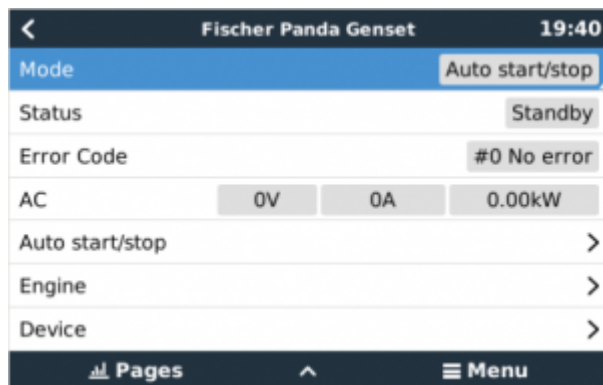 Fischer Panda Genset 19:40
Mode Auto start/stop
Status Standby
Error Code #0 No error
AC 0V 0A 0.00kW
Auto start/stop
Engine
Device
Pages Menu